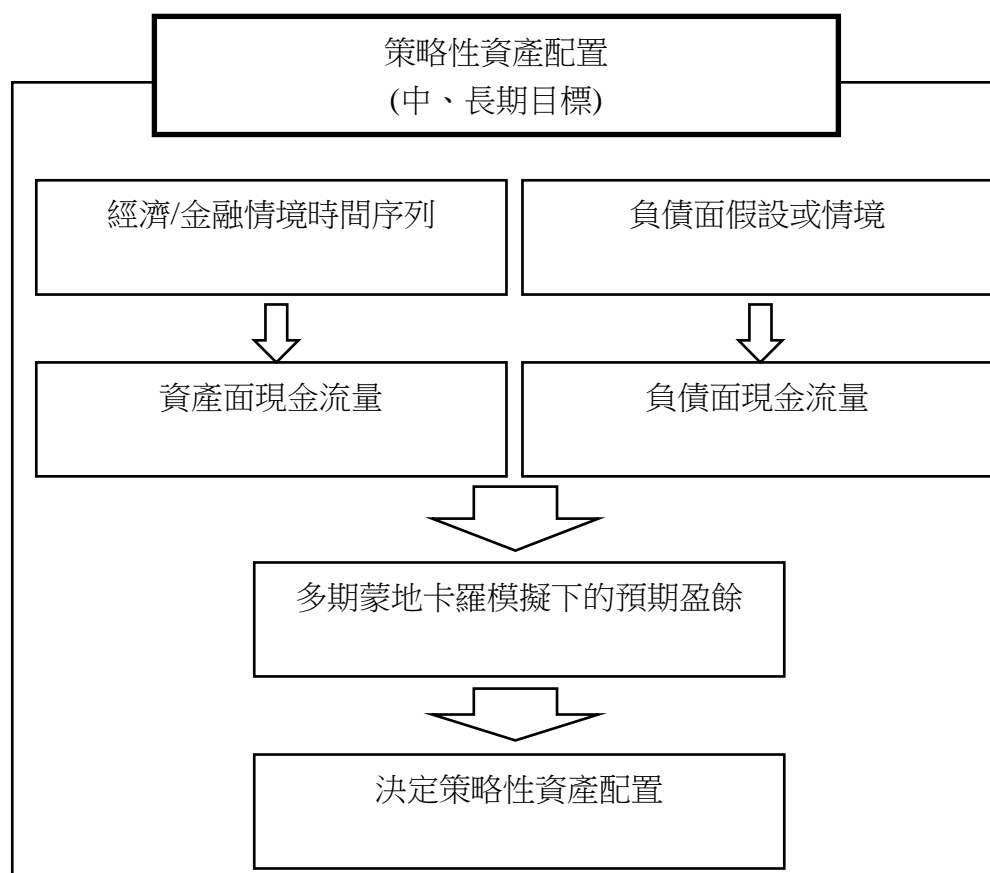 策略性資產配置
(中、長期目標)
經濟/金融情境時間序列
負債面假設或情境
資產面現金流量
負債面現金流量
多期蒙地卡羅模擬下的預期盈餘
決定策略性資產配置